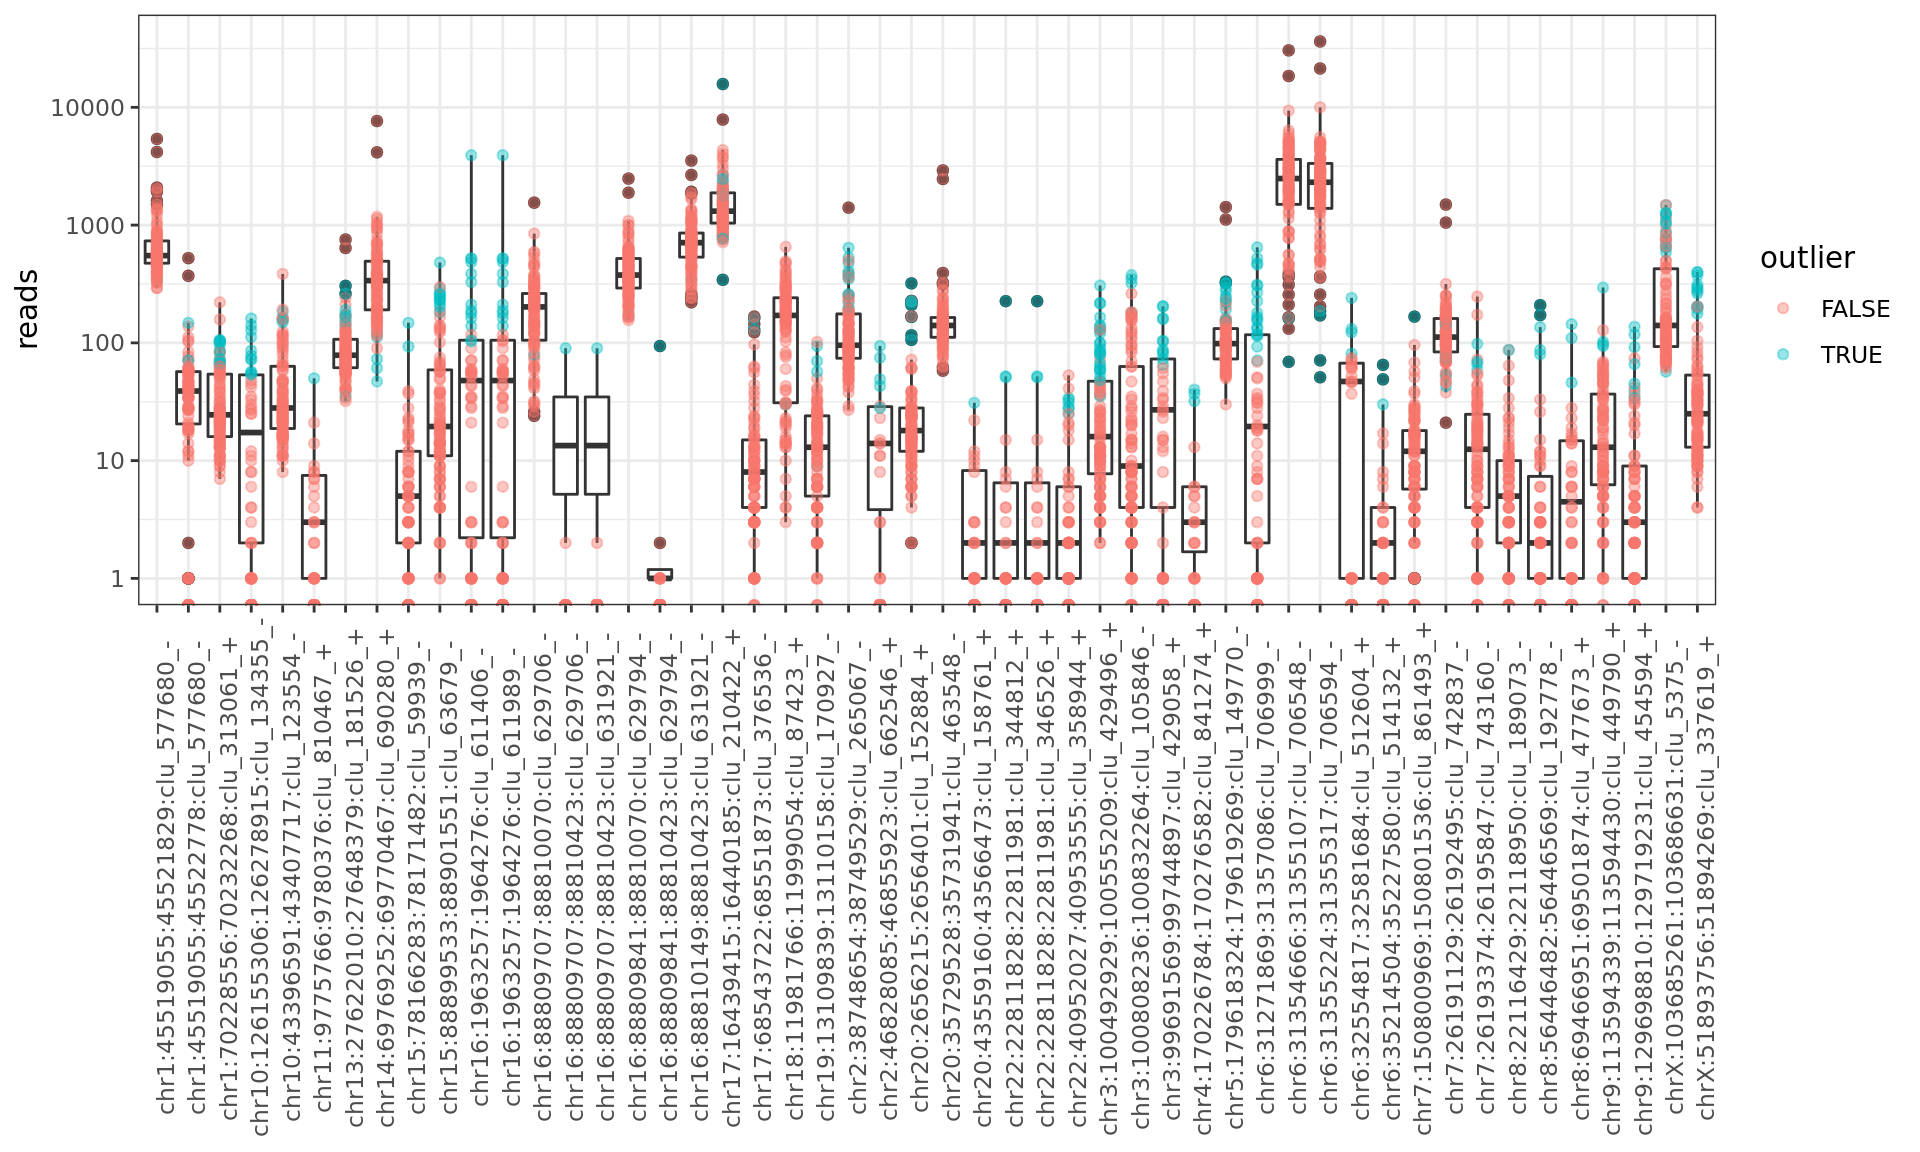 reads
10000
1000
100
10
1
outlier
FALSE
TRUE
chr1:45519055:45521829:clu_577680_-
chr1:45519055:45522778:clu_577680_-
chr1:70228556:70232268:clu_313061_+
chr10:126155306:126278915:clu_134355_-
chr10:43396591:43407717:clu_123554_-
chr11:9775766:9780376:clu_810467_+
chr13:27622010:27648379:clu_181526_+
chr14:69769252:69770467:clu_690280_+
chr15:78166283:78171482:clu_59939_-
chr15:88899533:88901551:clu_63679_-
chr16:1963257:1964276:clu_611406_-
chr16:1963257:1964276:clu_611989_-
chr16:88809707:88810070:clu_629706_-
chr16:88809707:88810423:clu_629706_-
chr16:88809707:88810423:clu_631921_-
chr16:88809841:88810070:clu_629794_-
chr16:88809841:88810423:clu_629794_-
chr16:88810149:88810423:clu_631921_-
chr17:16439415:16440185:clu_210422_+
chr17:68543722:68551873:clu_376536_-
chr18:11981766:11999054:clu_87423_+
chr19:13109839:13110158:clu_170927_-
chr2:38748654:38749529:clu_265067_-
chr2:46828085:46855923:clu_662546_+
chr20:2656215:2656401:clu_152884_+
chr20:35729528:35731941:clu_463548_-
chr20:43559160:43566473:clu_158761_+
chr22:22811828:22811981:clu_344812_+
chr22:22811828:22811981:clu_346526_+
chr22:40952027:40953555:clu_358944_+
chr3:100492929:100555209:clu_429496_+
chr3:100808236:100832264:clu_105846_-
chr3:99691569:99744897:clu_429058_+
chr4:170226784:170276582:clu_841274_+
chr5:179618324:179619269:clu_149770_-
chr6:31271869:31357086:clu_706999_-
chr6:31354666:31355107:clu_706548_-
chr6:31355224:31355317:clu_706594_-
chr6:32554817:32581684:clu_512604_+
chr6:35214504:35227580:clu_514132_+
chr7:150800969:150801536:clu_861493_+
chr7:26191129:26192495:clu_742837_-
chr7:26193374:26195847:clu_743160_-
chr8:22116429:22118950:clu_189073_-
chr8:56446482:56446569:clu_192778_-
chr8:69466951:69501874:clu_477673_+
chr9:113594339:113594430:clu_449790_+
chr9:129698810:129719231:clu_454594_+
chrX:103685261:103686631:clu_53375_-
chrX:51893756:51894269:clu_337619_+